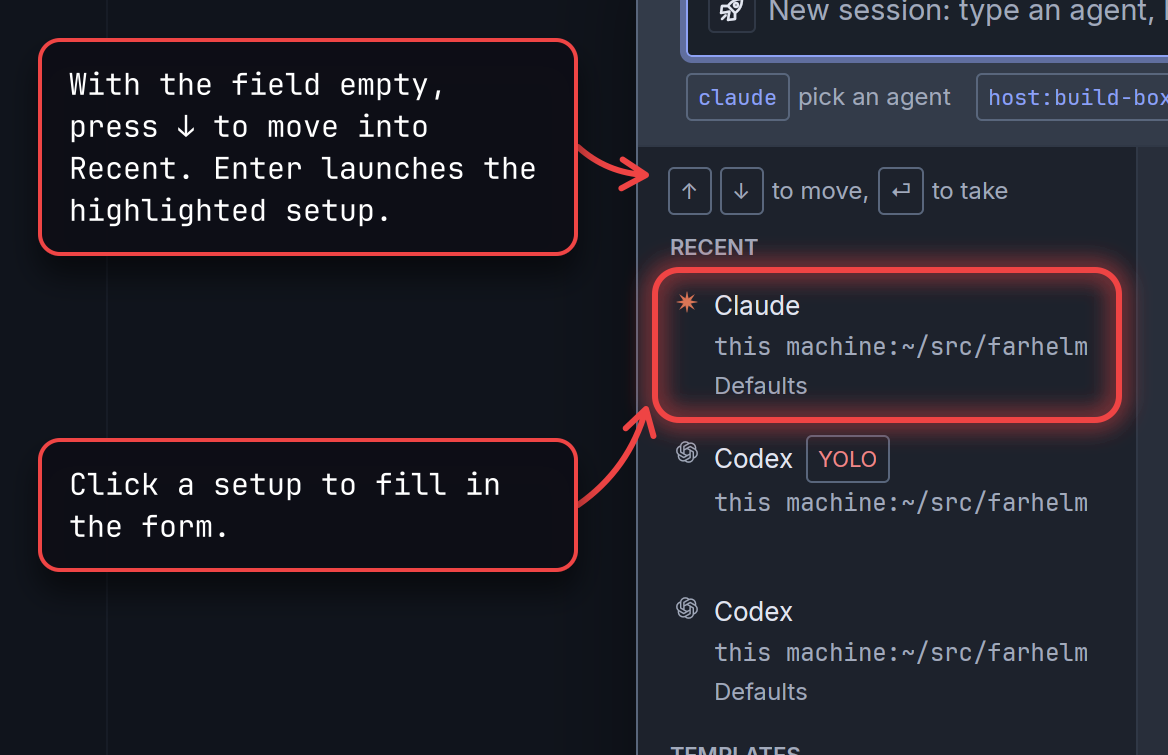 New session: type an agent,
claude pick an agent host:build-box
With the field empty,
press ↓ to move into
Recent. Enter launches the
highlighted setup.
↑ ↓ to move, ↵ to take
RECENT
Claude
this machine:~/src/farhelm
Defaults
Click a setup to fill in
the form.
Codex YOLO
this machine:~/src/farhelm
Codex
this machine:~/src/farhelm
Defaults
TEMPLATES